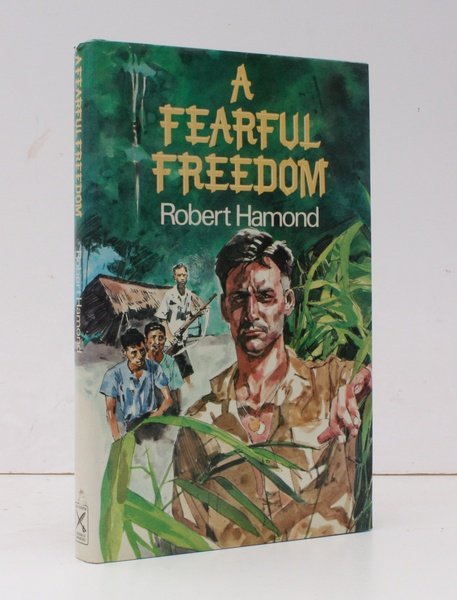 A
FEARFUL
FREEDOM
Robert Hamond
A FEARFUL FREEDOM
Robert Hamond